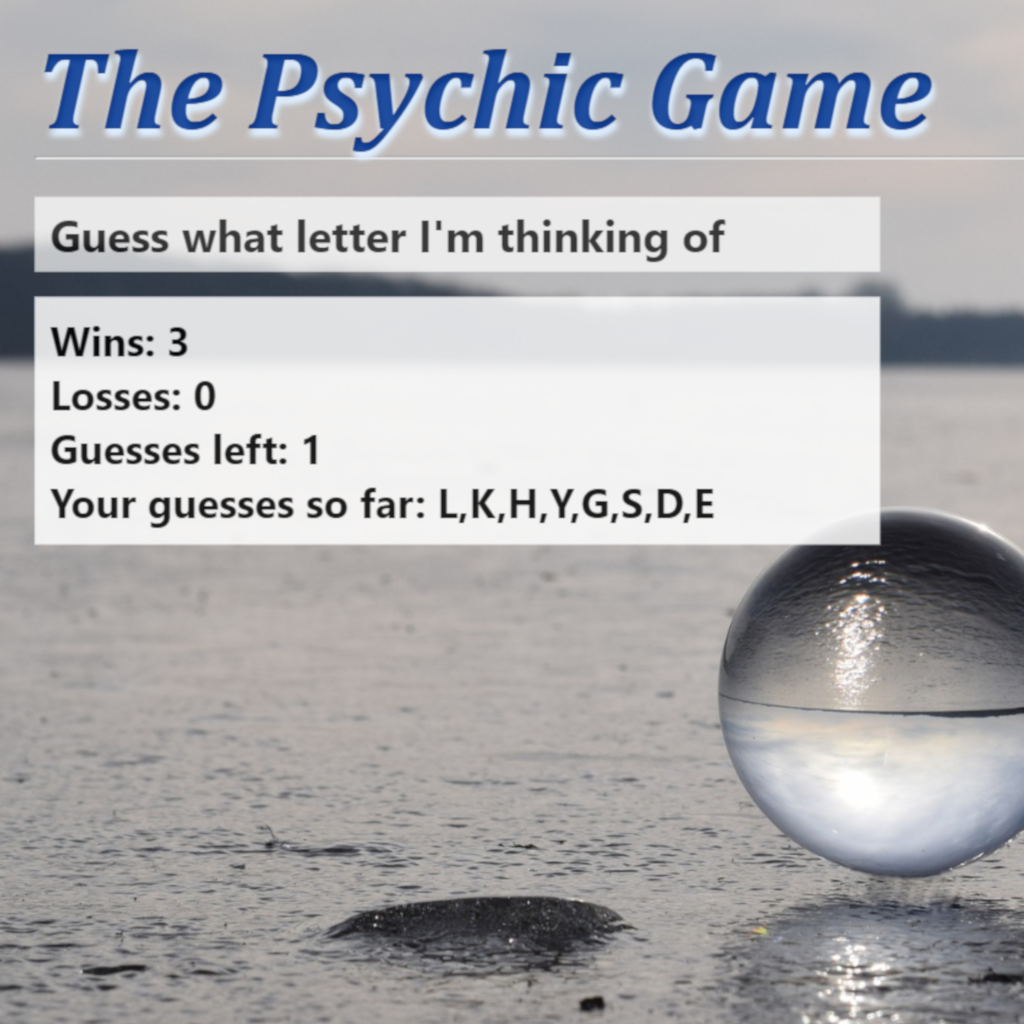 The Psychic Game
Guess what letter I'm thinking of
Wins: 3
Losses: 0
Guesses left: 1
Your guesses so far: L,K,H,Y,G,S,D,E